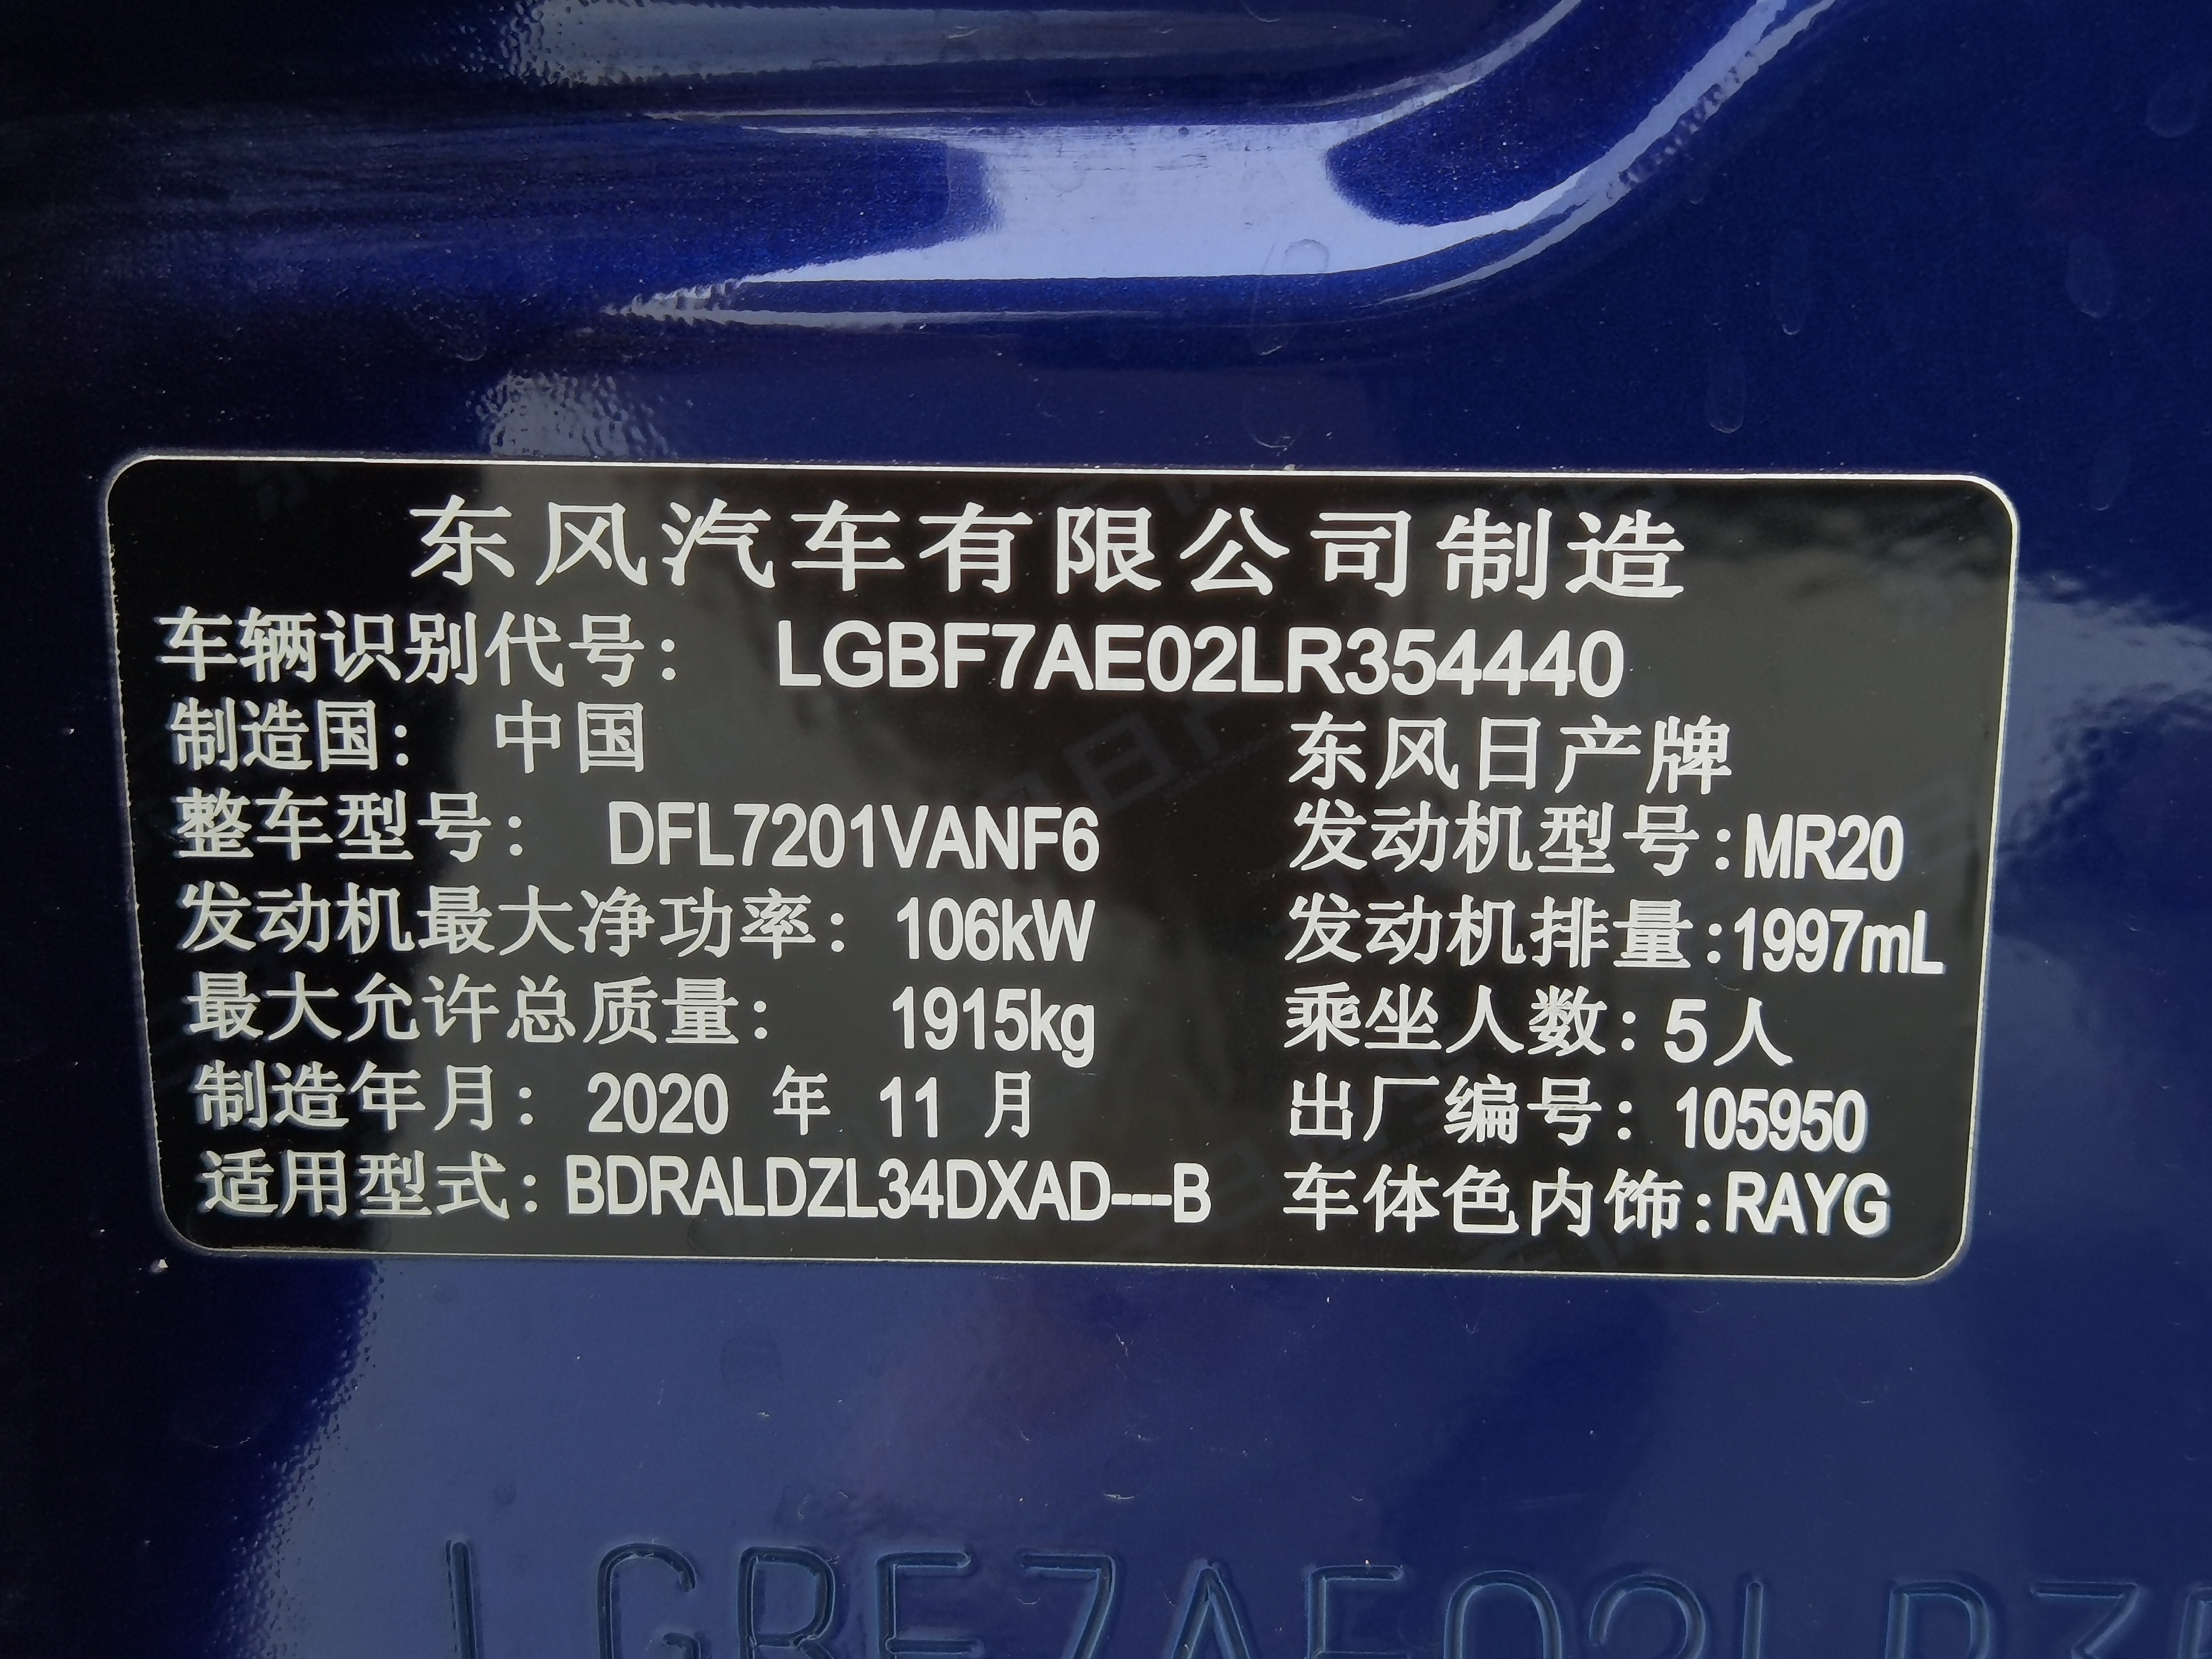 东风汽车有限公司制造
车辆识别代号： LGBF7AE02LR354440
制造国： 中国 东风日产牌
整车型号： DFL7201VANF6 发动机型号:MR20
发动机最大净功率： 106kW 发动机排量:1997mL
最大允许总质量： 1915kg 乘坐人数: 5人
制造年月： 2020 年 11 月 出厂编号: 105950
适用型式: BDRALDZL34DXAD---B 车体色内饰:RAYG
LGBF7AE02LR35